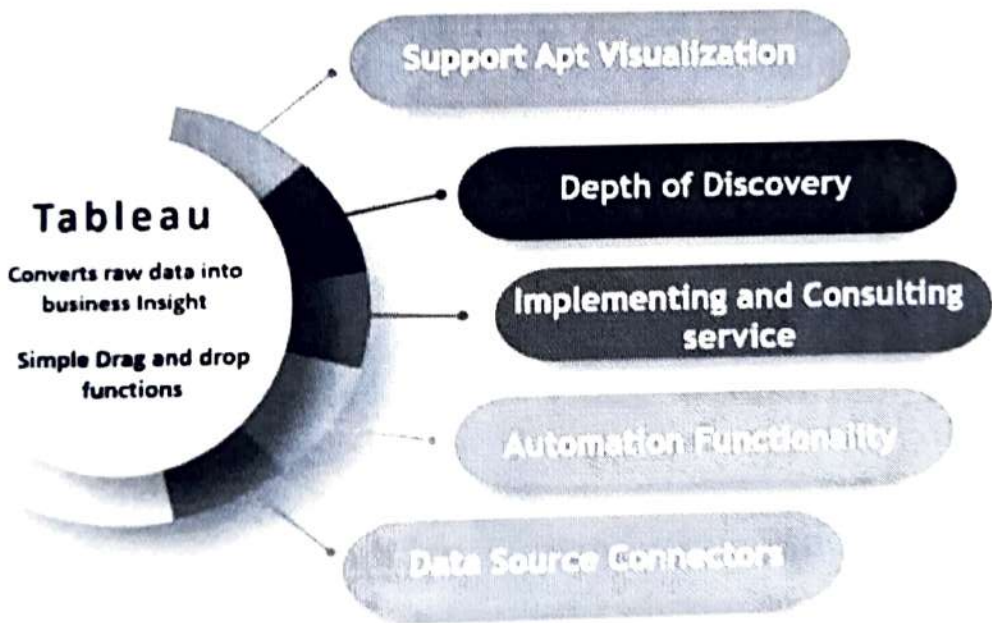 Tableau
Converts raw data into
business Insight
Simple Drag and drop
functions
Support Apt Visualization
Depth of Discovery
Implementing and Consulting
service
Automation Functionality
Data Source Connectors